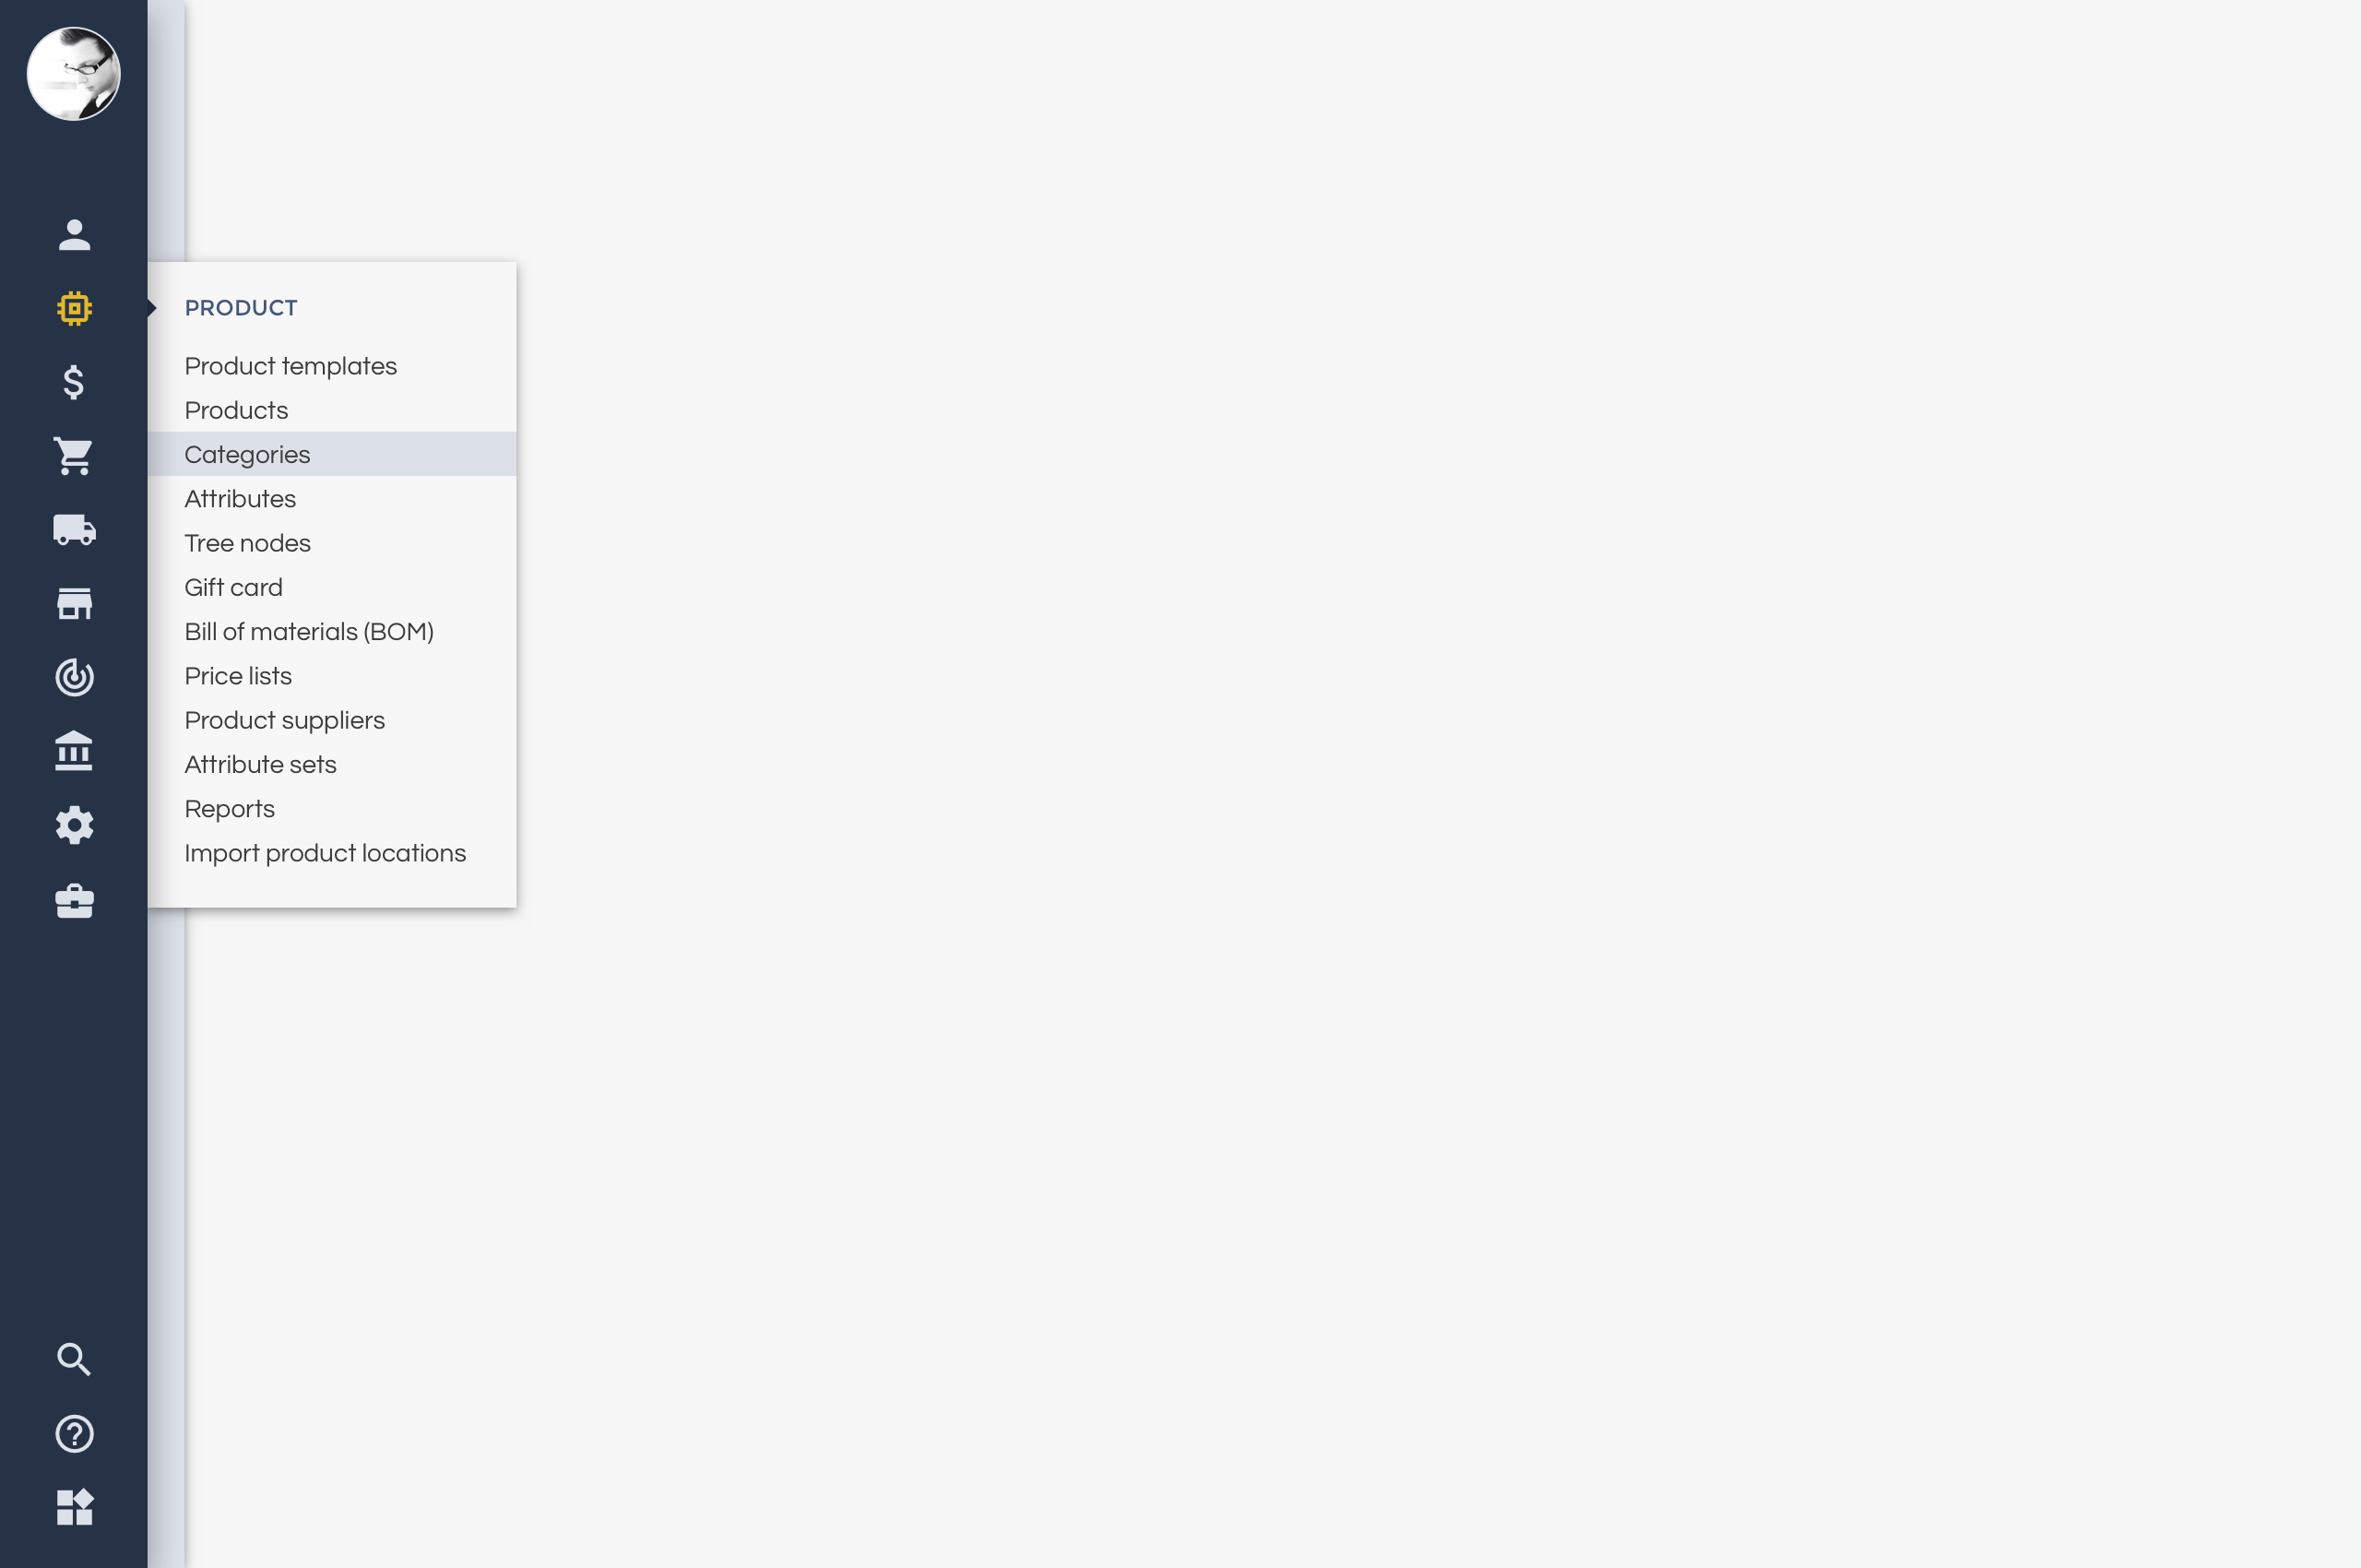 PRODUCT
Product templates
Products
Categories
Attributes
Tree nodes
Gift card
Bill of materials (BOM)
Price lists
Product suppliers
Attribute sets
Reports
Import product locations